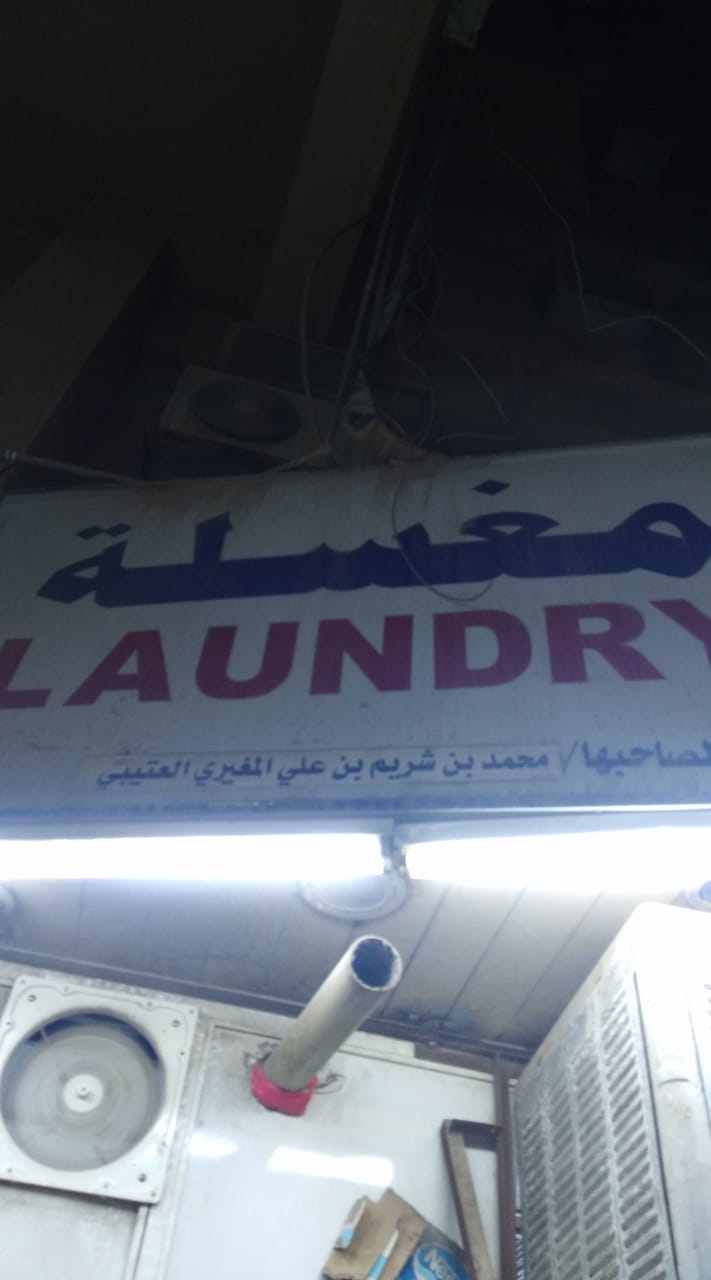 مغسلة
LAUNDRY
لصاحبها / محمد بن شريم بن علي المغيري العتيبي